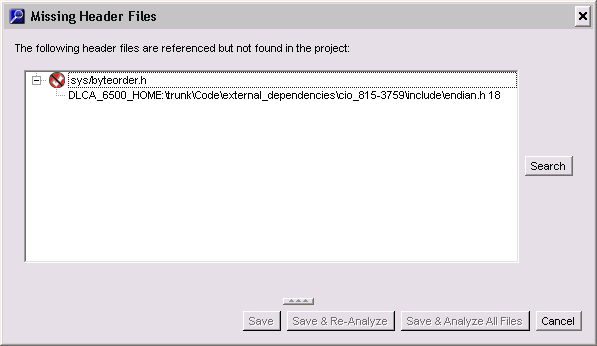 Missing Header Files
The following header files are referenced but not found in the project:
sys/byteorder.h
DLCA_6500_HOME:\trunk\Code\external_dependencies\cio_815-3759\include\endian.h 18
Search
Save
Save & Re-Analyze
Save & Analyze All Files
Cancel